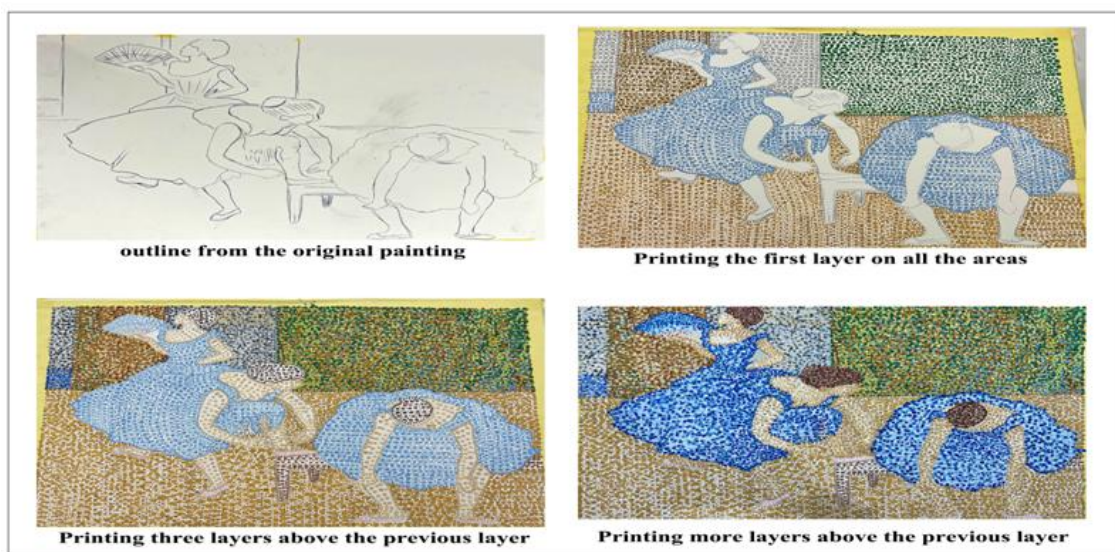 outline from the original painting
Printing the first layer on all the areas
Printing three layers above the previous layer
Printing more layers above the previous layer